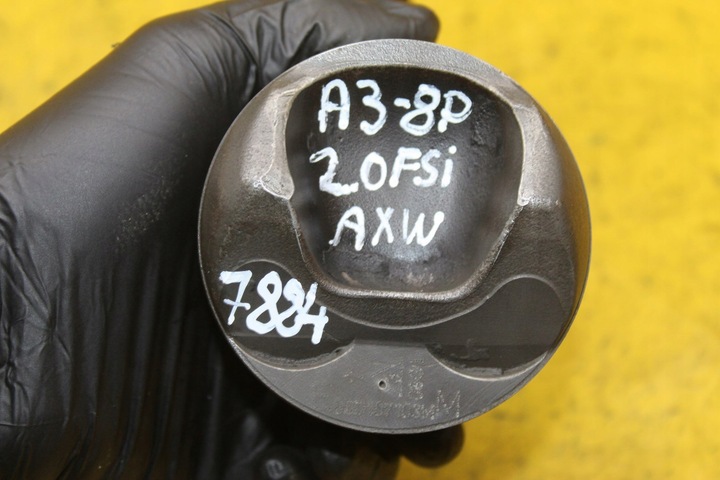 A3-8P
2.0FSi
AXW
7884
M